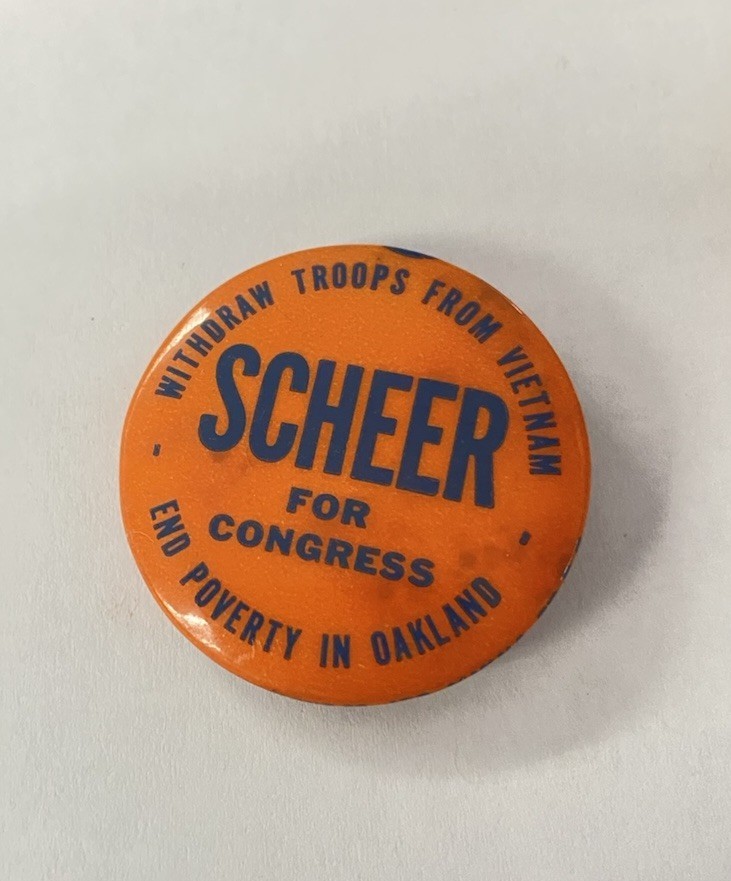 WITHDRAW TROOPS FROM VIETNAM
SCHEER
FOR
CONGRESS
END POVERTY IN OAKLAND